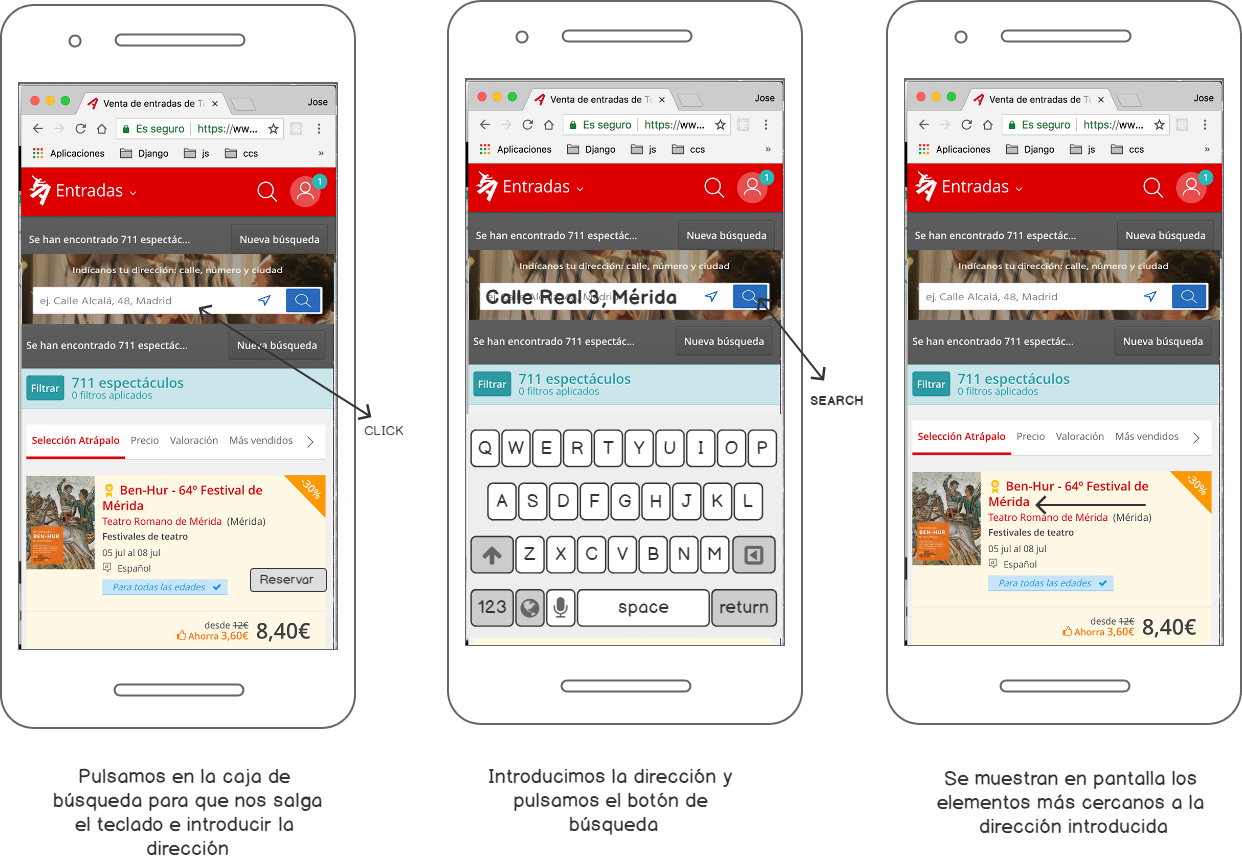 Venta de entradas de T
Jose
Es seguro
https://ww...
Aplicaciones
Django
js
ccs
»
Entradas
1
Se han encontrado 711 espectác...
Nueva búsqueda
Indícanos tu dirección: calle, número y ciudad
ej. Calle Alcalá, 48, Madrid
Se han encontrado 711 espectác...
Nueva búsqueda
Filtrar
711 espectáculos
0 filtros aplicados
CLICK
Selección Atrápalo
Precio
Valoración
Más vendidos
-30%
Ben-Hur - 64º Festival de
Mérida
Teatro Romano de Mérida (Mérida)
Festivales de teatro
05 jul al 08 jul
Español
Reservar
Para todas las edades
BEN-HUR
desde 12€
Ahorra 3,60€
8,40€
Pulsamos en la caja de
búsqueda para que nos salga
el teclado e introducir la
dirección
Venta de entradas de T
Jose
Es seguro
https://ww...
Aplicaciones
Django
js
ccs
»
Entradas
1
Se han encontrado 711 espectác...
Nueva búsqueda
Indícanos tu dirección: calle, número y ciudad
Calle Real 3, Mérida
Se han encontrado 711 espectác...
Nueva búsqueda
Filtrar
711 espectáculos
0 filtros aplicados
SEARCH
Q W E R T Y U I O P
A S D F G H J K L
Z X C V B N M
123 space return
Introducimos la dirección y
pulsamos el botón de
búsqueda
Venta de entradas de T
Jose
Es seguro
https://ww...
Aplicaciones
Django
js
ccs
»
Entradas
1
Se han encontrado 711 espectác...
Nueva búsqueda
Indícanos tu dirección: calle, número y ciudad
ej. Calle Alcalá, 48, Madrid
Se han encontrado 711 espectác...
Nueva búsqueda
Filtrar
711 espectáculos
0 filtros aplicados
Selección Atrápalo
Precio
Valoración
Más vendidos
-30%
Ben-Hur - 64º Festival de
Mérida
Teatro Romano de Mérida (Mérida)
Festivales de teatro
05 jul al 08 jul
Español
Para todas las edades
BEN-HUR
desde 12€
Ahorra 3,60€
8,40€
Se muestran en pantalla los
elementos más cercanos a la
dirección introducida